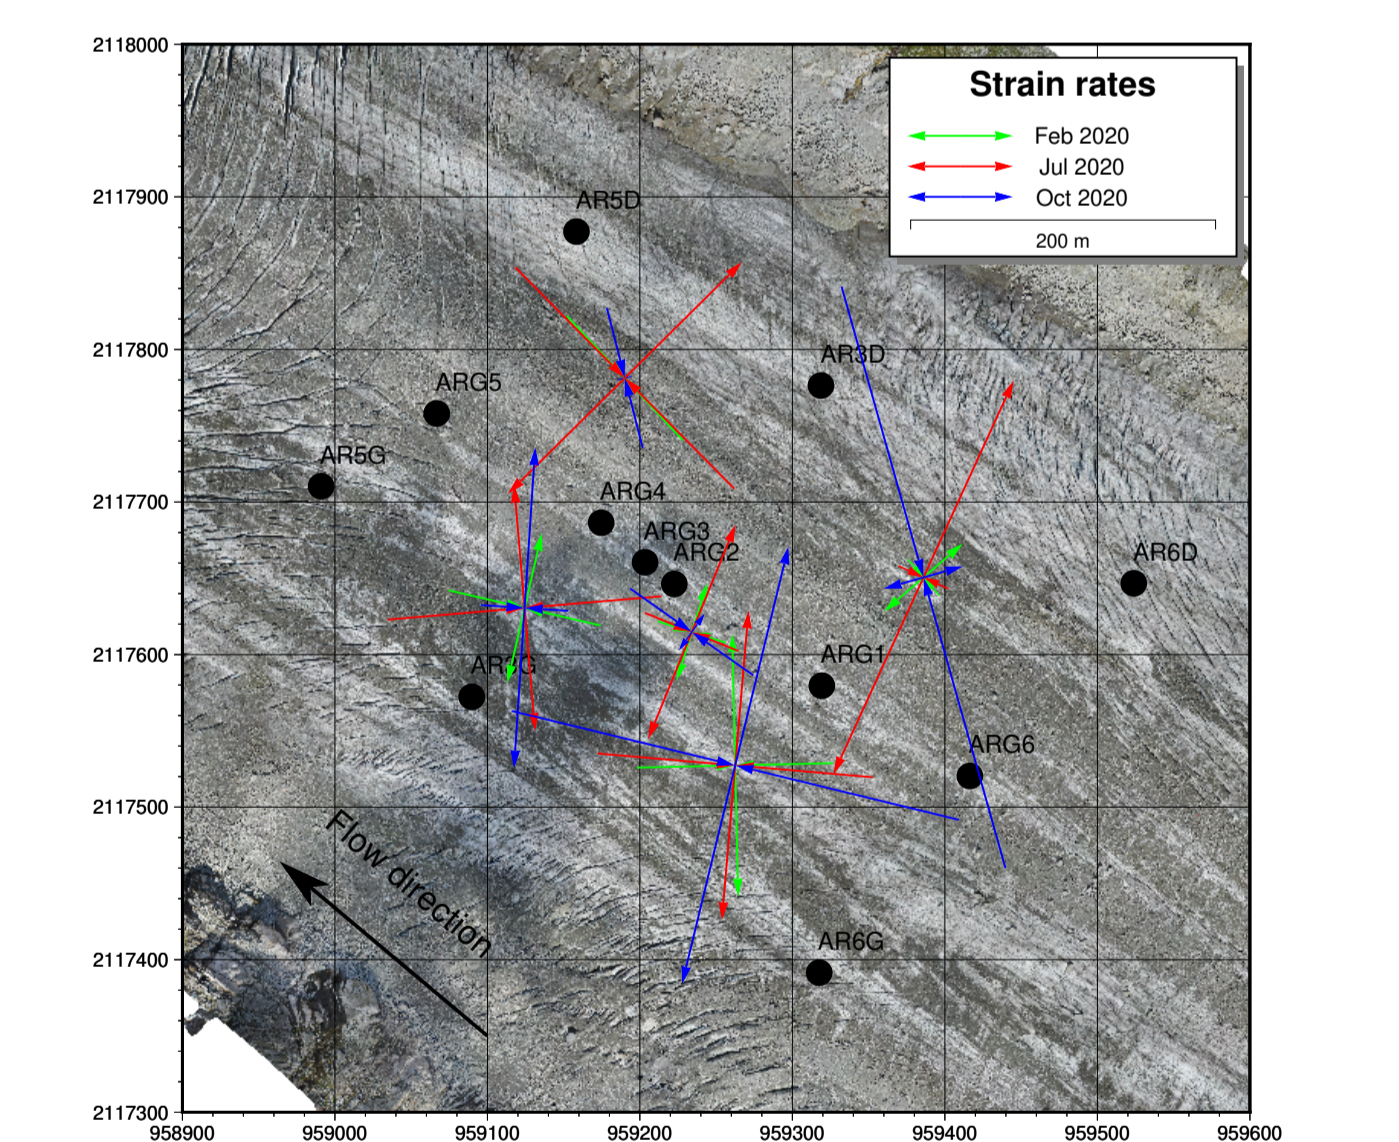 2118000
2117900
2117800
2117700
2117600
2117500
2117400
2117300
958900 959000 959100 959200 959300 959400 959500 959600
Strain rates
Feb 2020
Jul 2020
Oct 2020
200 m
AR5D
AR3D
ARG5
AR5G
ARG4
ARG3
ARG2
AR6D
ARG1
ARG6
AR6G
Flow direction